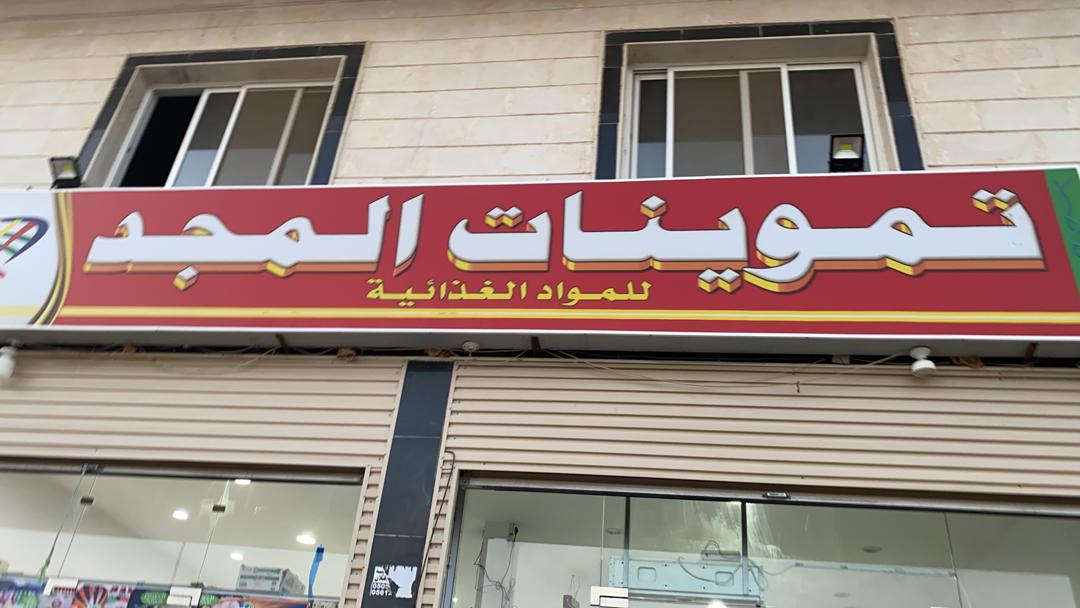 تموينات المجد
للمواد الغذائية